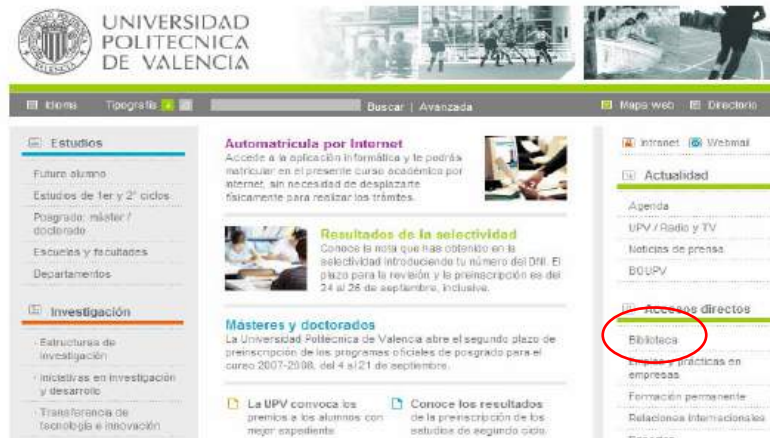 UNIVERSIDAD
POLITECNICA
DE VALENCIA
Idioma Tipografía
Buscar | Avanzada
Mapa web Directorio
Estudios
Futuro alumno
Estudios de 1er y 2º ciclos
Posgrado: máster /
doctorado
Escuelas y facultades
Departamentos
Investigación
Estructuras de
investigación
Iniciativas en investigación
y desarrollo
Transferencia de
tecnología e innovación
Automatrícula por Internet
Accede a la aplicación informática y te podrás
matricular en el presente curso académico por
Internet, sin necesidad de desplazarte
físicamente para realizar los trámites.
Resultados de la selectividad
Conoce la nota que has obtenido en la
selectividad introduciendo tu número del DNI. El
plazo para la revisión y la preinscripción es del
24 al 26 de septiembre, inclusive.
Másteres y doctorados
La Universidad Politécnica de Valencia abre el segundo plazo de
preinscripción de los programas oficiales de posgrado para el
curso 2007-2008, del 4 al 21 de septiembre.
La UPV convoca los
premios a los alumnos con
mejor expediente
Conoce los resultados
de la preinscripción de los
estudios de segundo ciclo.
Intranet Webmail
Actualidad
Agenda
UPV / Radio y TV
Noticias de prensa
BOUPV
Accesos directos
Biblioteca
Empleo y prácticas en
empresas
Formación permanente
Relaciones internacionales